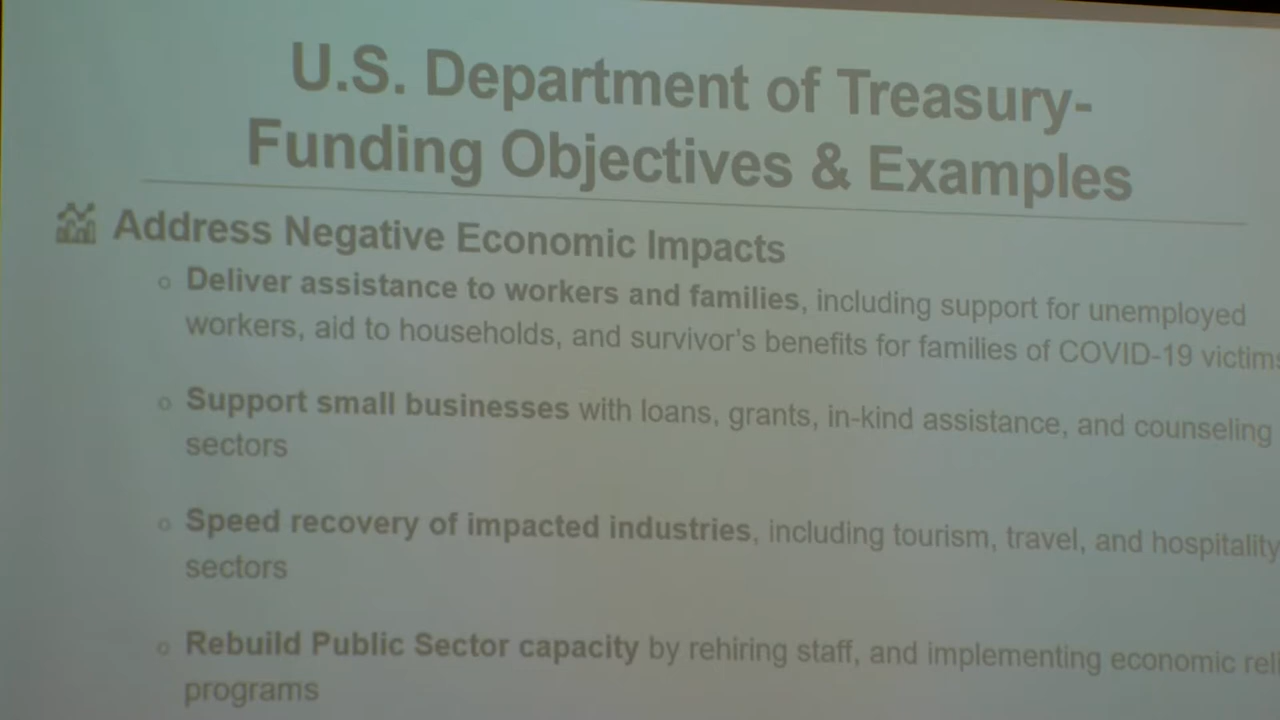 U.S. Department of Treasury-
Funding Objectives & Examples
Address Negative Economic Impacts
o Deliver assistance to workers and families, including support for unemployed
workers, aid to households, and survivor's benefits for families of COVID-19 victims
o Support small businesses with loans, grants, in-kind assistance, and counseling
sectors
o Speed recovery of impacted industries, including tourism, travel, and hospitality
sectors
o Rebuild Public Sector capacity by rehiring staff, and implementing economic
programs